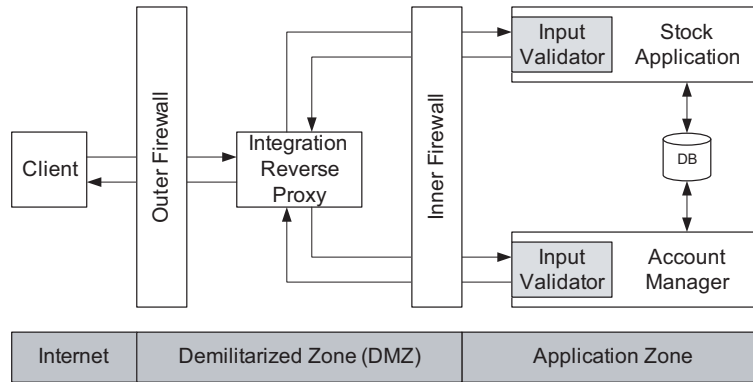 Client
Outer Firewall
Integration
Reverse
Proxy
Inner Firewall
Input
Validator
Stock
Application
DB
Input
Validator
Account
Manager
Internet
Demilitarized Zone (DMZ)
Application Zone